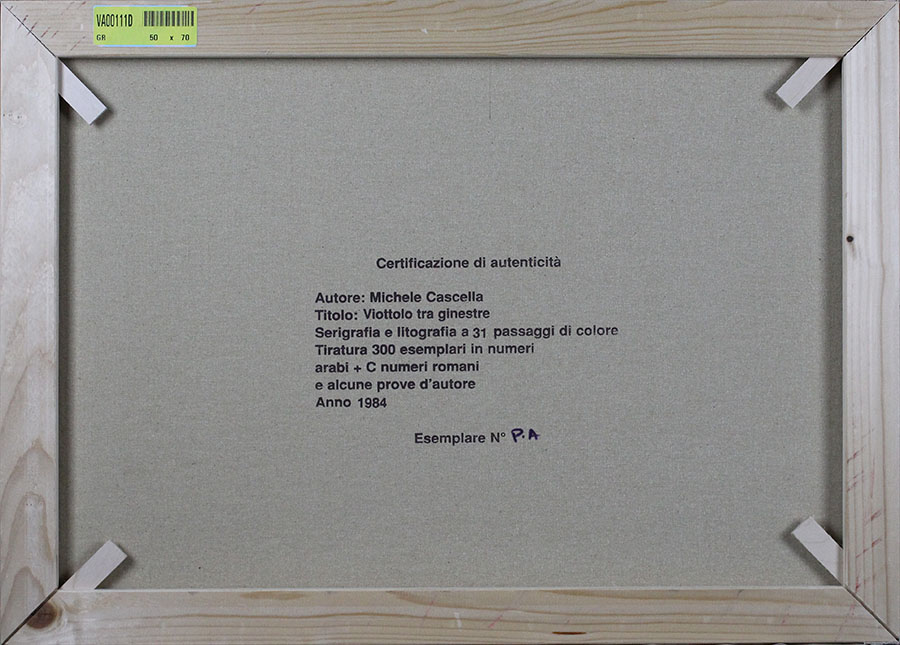 VA00111D
GR 50 x 70
Certificazione di autenticità
Autore: Michele Cascella
Titolo: Viottolo tra ginestre
Serigrafia e litografia a 31 passaggi di colore
Tiratura 300 esemplari in numeri
arabi + C numeri romani
e alcune prove d'autore
Anno 1984
Esemplare N° P.A